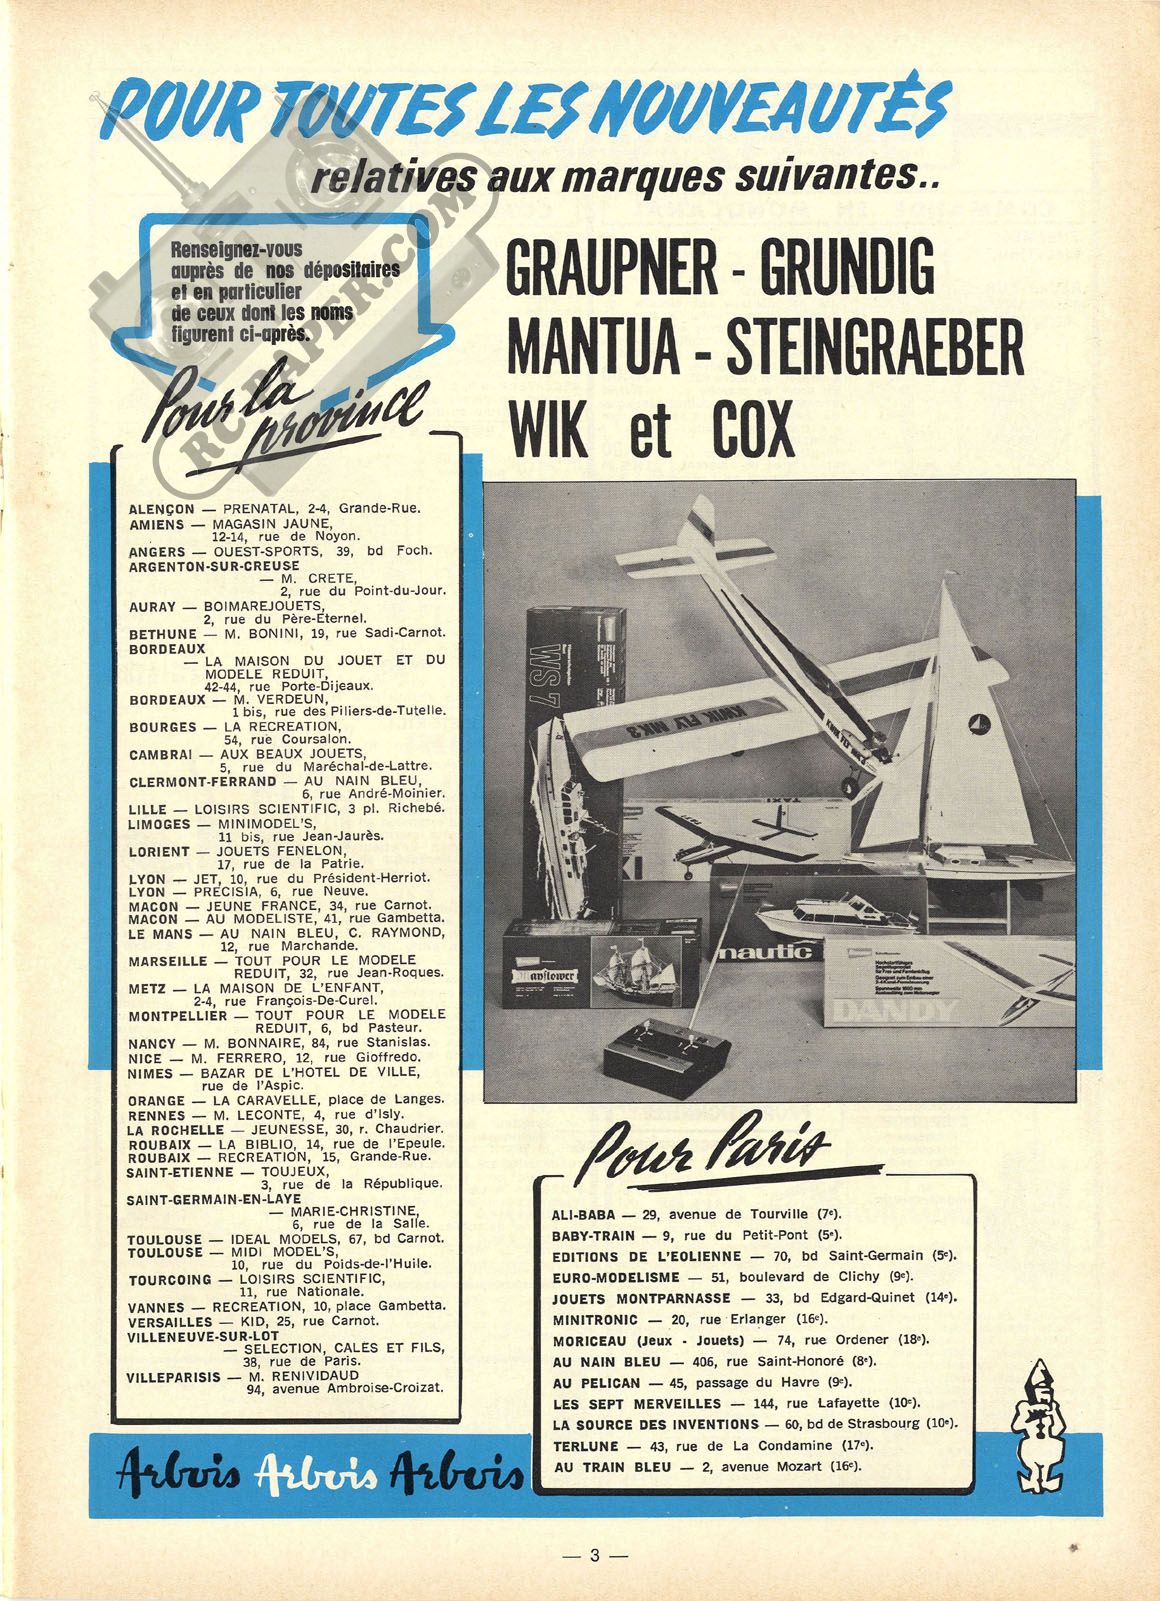 POUR TOUTES LES NOUVEAUTÉS
relatives aux marques suivantes..
Renseignez-vous
auprès de nos dépositaires
et en particulier
de ceux dont les noms
figurent ci-après.
GRAUPNER - GRUNDIG
MANTUA - STEINGRAEBER
WIK et COX
RC-PAPER.COM
Pour la
province
ALENÇON — PRENATAL, 2-4, Grande-Rue.
AMIENS — MAGASIN JAUNE,
12-14, rue de Noyon.
ANGERS — OUEST-SPORTS, 39, bd Foch.
ARGENTON-SUR-CREUSE
— M. CRETE,
2, rue du Point-du-Jour.
AURAY — BOIMAREJOUETS,
2, rue du Père-Eternel.
BETHUNE — M. BONINI, 19, rue Sadi-Carnot.
BORDEAUX
— LA MAISON DU JOUET ET DU
MODELE REDUIT,
42-44, rue Porte-Dijeaux.
BORDEAUX — M. VERDEUN,
1 bis, rue des Piliers-de-Tutelle.
BOURGES — LA RECREATION,
54, rue Coursalon.
CAMBRAI — AUX BEAUX JOUETS,
5, rue du Maréchal-de-Lattre.
CLERMONT-FERRAND — AU NAIN BLEU,
6, rue André-Moinier.
LILLE — LOISIRS SCIENTIFIC, 3 pl. Richebé.
LIMOGES — MINIMODEL'S,
11 bis, rue Jean-Jaurès.
LORIENT — JOUETS FENELON,
17, rue de la Patrie.
LYON — JET, 10, rue du Président-Herriot.
LYON — PRECISIA, 6, rue Neuve.
MACON — JEUNE FRANCE, 34, rue Carnot.
MACON — AU MODELISTE, 41, rue Gambetta.
LE MANS — AU NAIN BLEU, C. RAYMOND,
12, rue Marchande.
MARSEILLE — TOUT POUR LE MODELE
REDUIT, 32, rue Jean-Roques.
METZ — LA MAISON DE L'ENFANT,
2-4, rue François-De-Curel.
MONTPELLIER — TOUT POUR LE MODELE
REDUIT, 6, bd Pasteur.
NANCY — M. BONNAIRE, 84, rue Stanislas.
NICE — M. FERRERO, 12, rue Gioffredo.
NIMES — BAZAR DE L'HOTEL DE VILLE,
rue de l'Aspic.
ORANGE — LA CARAVELLE, place de Langes.
RENNES — M. LECONTE, 4, rue d'Isly.
LA ROCHELLE — JEUNESSE, 30, r. Chaudrier.
ROUBAIX — LA BIBLIO, 14, rue de l'Epeule.
ROUBAIX — RECREATION, 15, Grande-Rue.
SAINT-ETIENNE — TOUJEUX,
3, rue de la République.
SAINT-GERMAIN-EN-LAYE
— MARIE-CHRISTINE,
6, rue de la Salle.
TOULOUSE — IDEAL MODELS, 67, bd Carnot.
TOULOUSE — MIDI MODEL'S,
10, rue du Poids-de-l'Huile.
TOURCOING — LOISIRS SCIENTIFIC,
11, rue Nationale.
VANNES — RECREATION, 10, place Gambetta.
VERSAILLES — KID, 25, rue Carnot.
VILLENEUVE-SUR-LOT
— SELECTION, CALES ET FILS,
38, rue de Paris.
VILLEPARISIS — M. RENIVIDAUD
94, avenue Ambroise-Croizat.
WS 7
KWIK FLY MK3
KWIK FLY MK3
TAXI
nautic
Mayflower
Hochstartfähiges
Segelflugmodell
für Frei- und Fernlenkflug
DANDY
Pour Paris
ALI-BABA — 29, avenue de Tourville (7e).
BABY-TRAIN — 9, rue du Petit-Pont (5e).
EDITIONS DE L'EOLIENNE — 70, bd Saint-Germain (5e).
EURO-MODELISME — 51, boulevard de Clichy (9e).
JOUETS MONTPARNASSE — 33, bd Edgard-Quinet (14e).
MINITRONIC — 20, rue Erlanger (16e).
MORICEAU (Jeux - Jouets) — 74, rue Ordener (18e).
AU NAIN BLEU — 406, rue Saint-Honoré (8e).
AU PELICAN — 45, passage du Havre (9e).
LES SEPT MERVEILLES — 144, rue Lafayette (10e).
LA SOURCE DES INVENTIONS — 60, bd de Strasbourg (10e).
TERLUNE — 43, rue de La Condamine (17e).
AU TRAIN BLEU — 2, avenue Mozart (16e).
Arbois Arbois Arbois
— 3 —